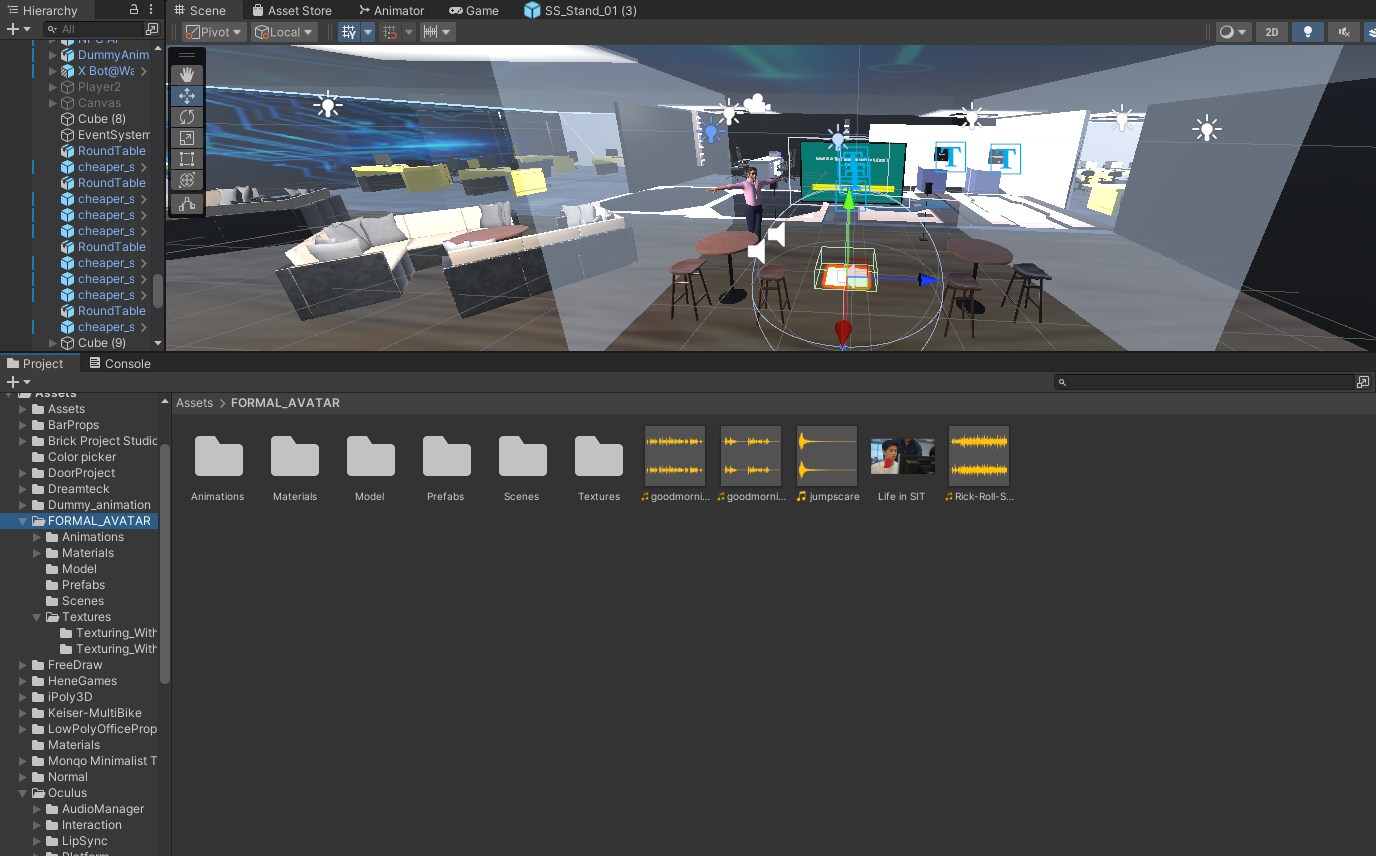 Hierarchy
Scene
Asset Store
Animator
Game
SS_Stand_01 (3)
All
Pivot
Local
2D
DummyAnim
X Bot@Wa
Player2
Canvas
Cube (8)
EventSystem
RoundTable
cheaper_s
RoundTable
cheaper_s
cheaper_s
cheaper_s
RoundTable
cheaper_s
cheaper_s
cheaper_s
RoundTable
cheaper_s
Cube (9)
T
T
Project
Console
Assets
Assets
BarProps
Brick Project Studio
Color picker
DoorProject
Dreamteck
Dummy_animation
FORMAL_AVATAR
Animations
Materials
Model
Prefabs
Scenes
Textures
Texturing_With
Texturing_With
FreeDraw
HeneGames
iPoly3D
Keiser-MultiBike
LowPolyOfficeProp
Materials
Monqo Minimalist T
Normal
Oculus
AudioManager
Interaction
LipSync
Platform
Assets > FORMAL_AVATAR
Animations
Materials
Model
Prefabs
Scenes
Textures
goodmorni...
goodmorni...
jumpscare
Life in SIT
Rick-Roll-S...